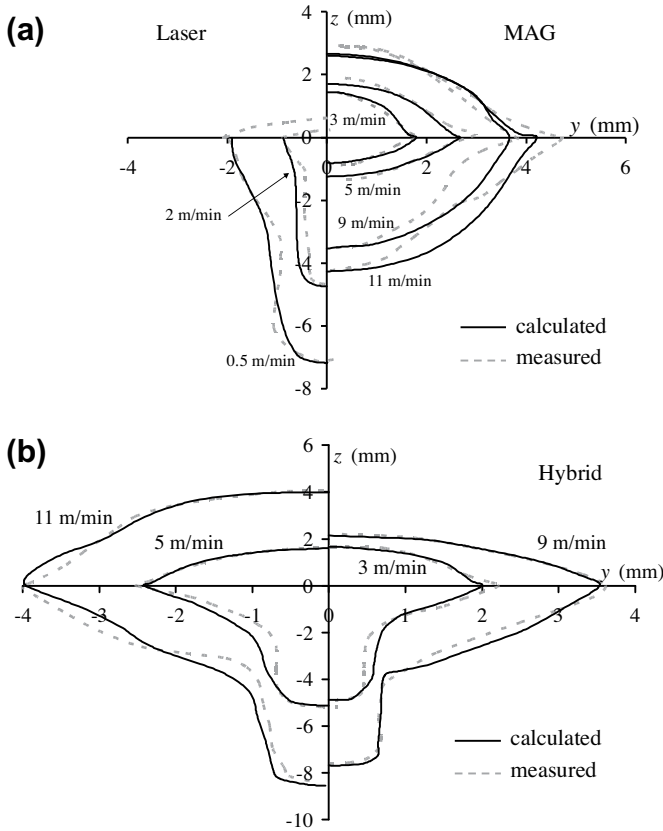 (a)
Laser
z (mm)
MAG
4
2
3 m/min
y (mm)
0
-4
-2
0
2
4
6
5 m/min
-2
2 m/min
9 m/min
-4
11 m/min
-6
0.5 m/min
-8
calculated
measured
(b)
6
z (mm)
Hybrid
4
11 m/min
5 m/min
2
3 m/min
9 m/min
y (mm)
0
-4
-3
-2
-1
0
1
2
3
4
-2
-4
-6
-8
-10
calculated
measured